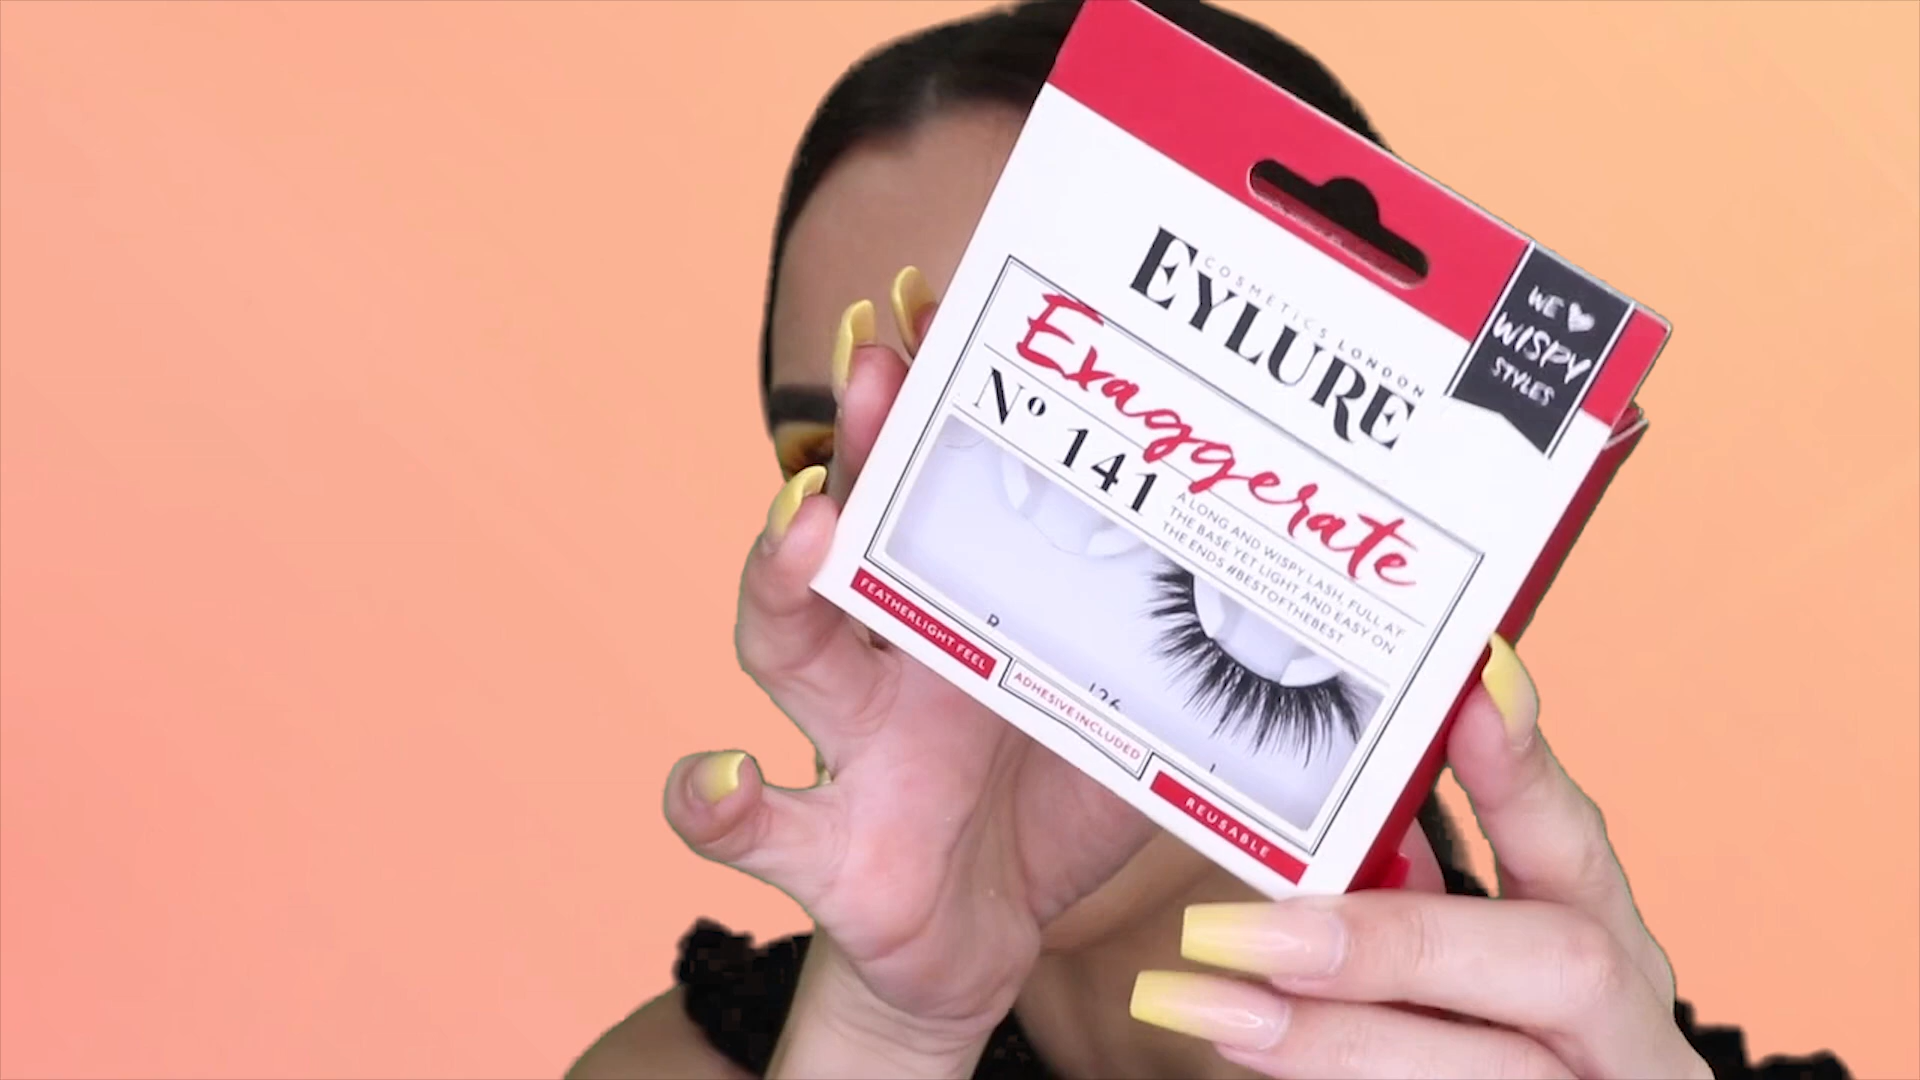 WE ♥
WISPY
STYLES
COSMETICS LONDON
EYLURE
Exaggerate
Nº 141
A LONG AND WISPY LASH, FULL AT
THE BASE YET LIGHT AND EASY ON
THE ENDS #BESTOFTHEBEST
R
126
L
FEATHERLIGHT FEEL
ADHESIVE INCLUDED
REUSABLE